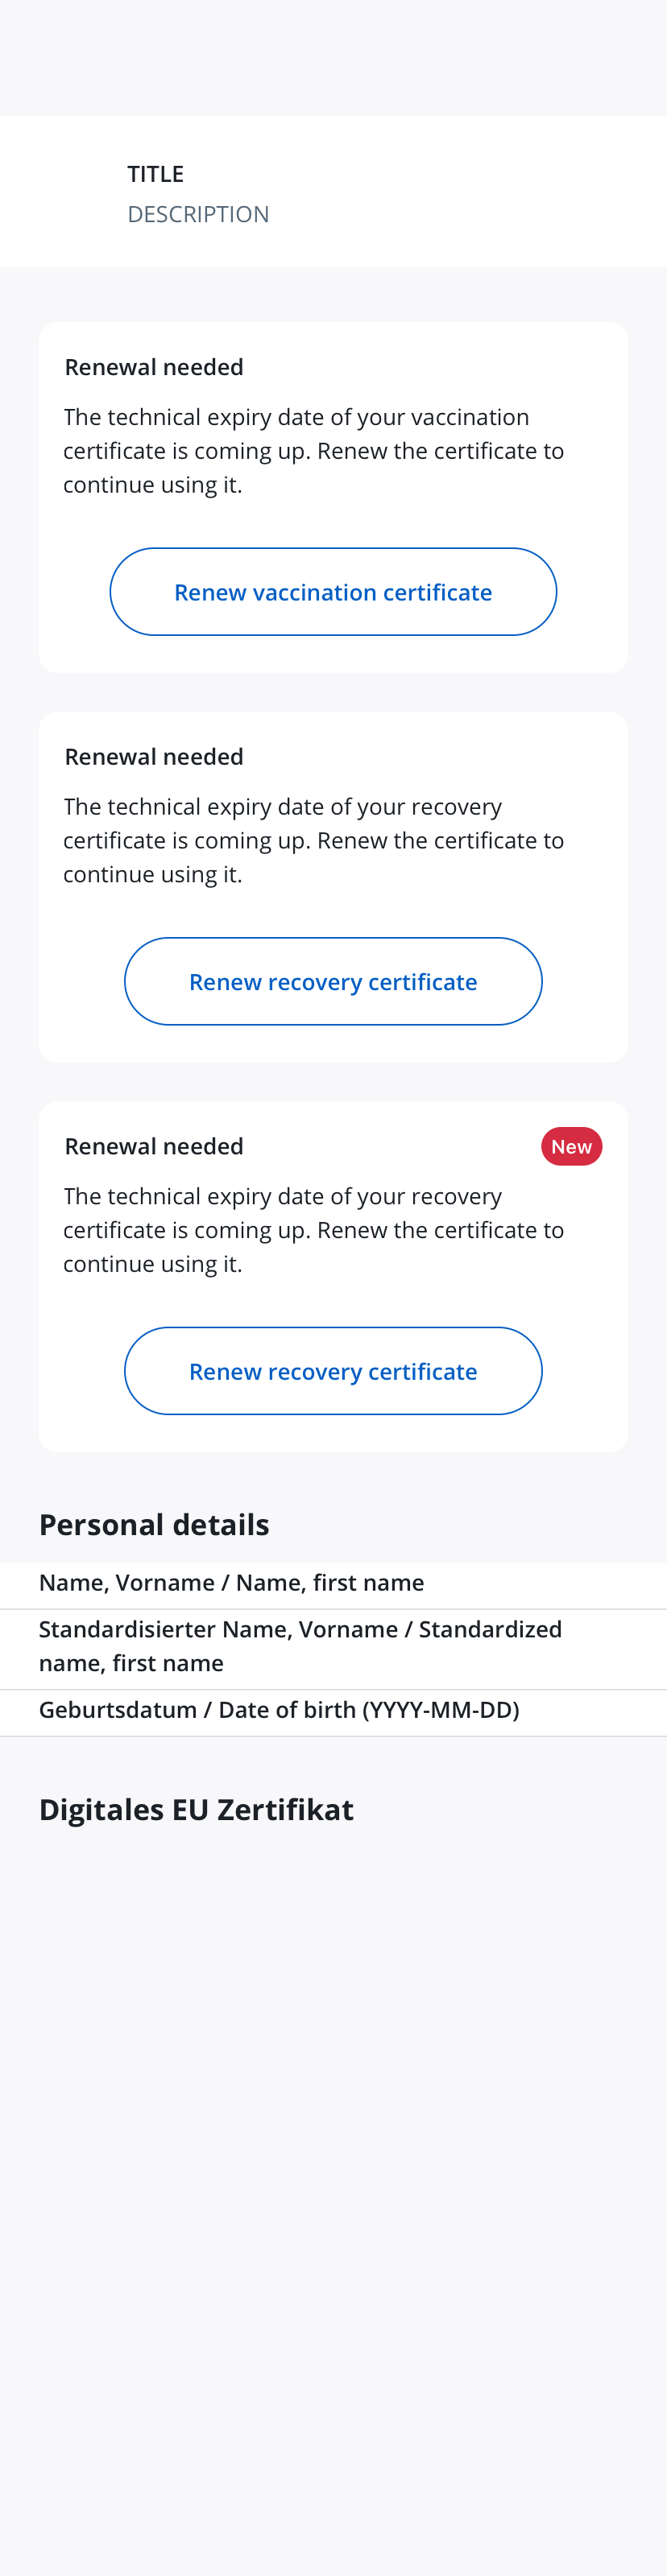 TITLE
DESCRIPTION
Renewal needed
The technical expiry date of your vaccination
certificate is coming up. Renew the certificate to
continue using it.
Renew vaccination certificate
Renewal needed
The technical expiry date of your recovery
certificate is coming up. Renew the certificate to
continue using it.
Renew recovery certificate
Renewal needed New
The technical expiry date of your recovery
certificate is coming up. Renew the certificate to
continue using it.
Renew recovery certificate
Personal details
Name, Vorname / Name, first name
Standardisierter Name, Vorname / Standardized
name, first name
Geburtsdatum / Date of birth (YYYY-MM-DD)
Digitales EU Zertifikat